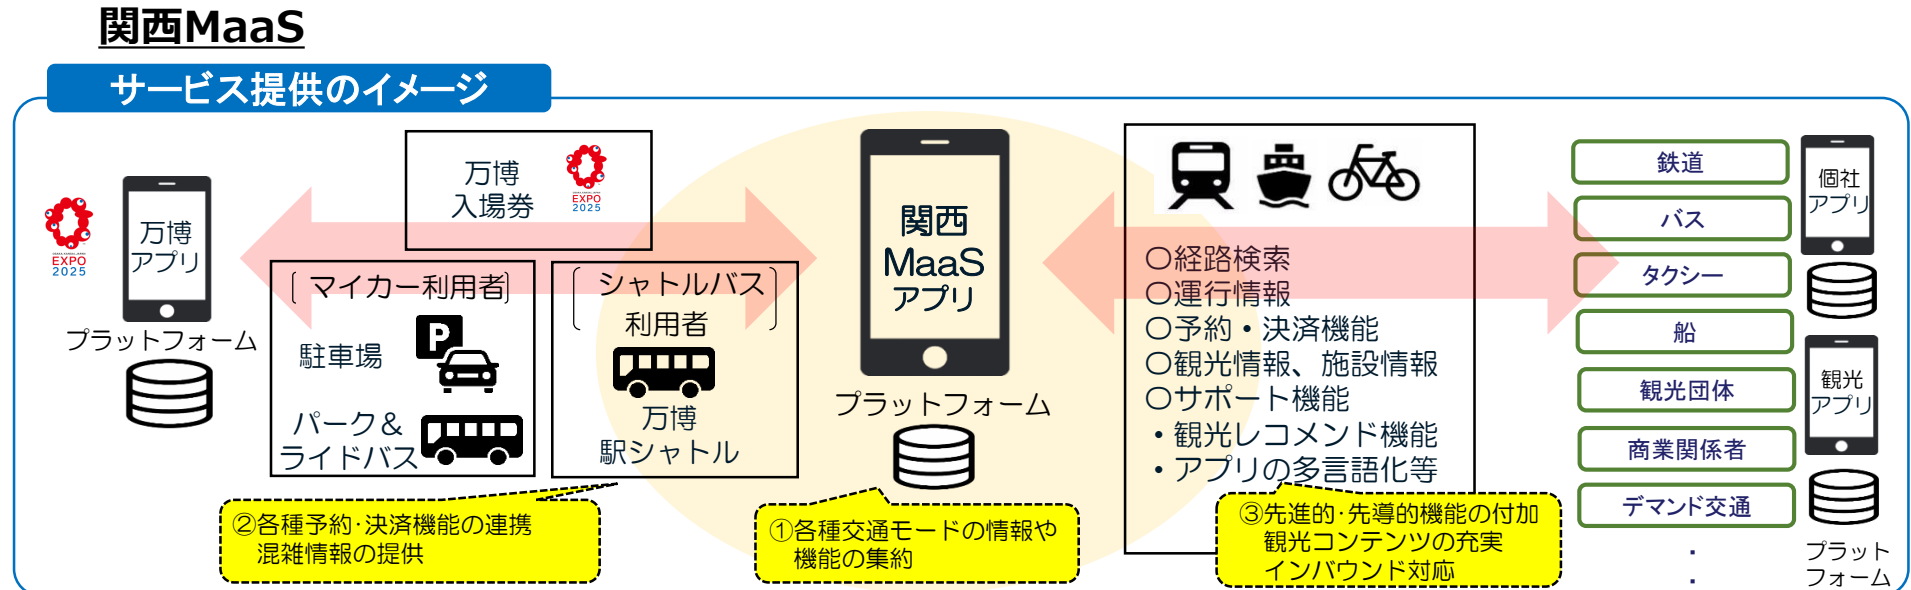 関西MaaS
サービス提供のイメージ
EXPO
2025
万博
アプリ
プラットフォーム
万博
入場券
EXPO
2025
〔マイカー利用者〕
P
駐車場
パーク&
ライドバス
〔シャトルバス
利用者〕
万博
駅シャトル
②各種予約・決済機能の連携
混雑情報の提供
関西
MaaS
アプリ
プラットフォーム
①各種交通モードの情報や
機能の集約
〇経路検索
〇運行情報
〇予約・決済機能
〇観光情報、施設情報
〇サポート機能
・観光レコメンド機能
・アプリの多言語化等
③先進的・先導的機能の付加
観光コンテンツの充実
インバウンド対応
鉄道
バス
タクシー
船
観光団体
商業関係者
デマンド交通
・
・
個社
アプリ
観光
アプリ
プラット
フォーム